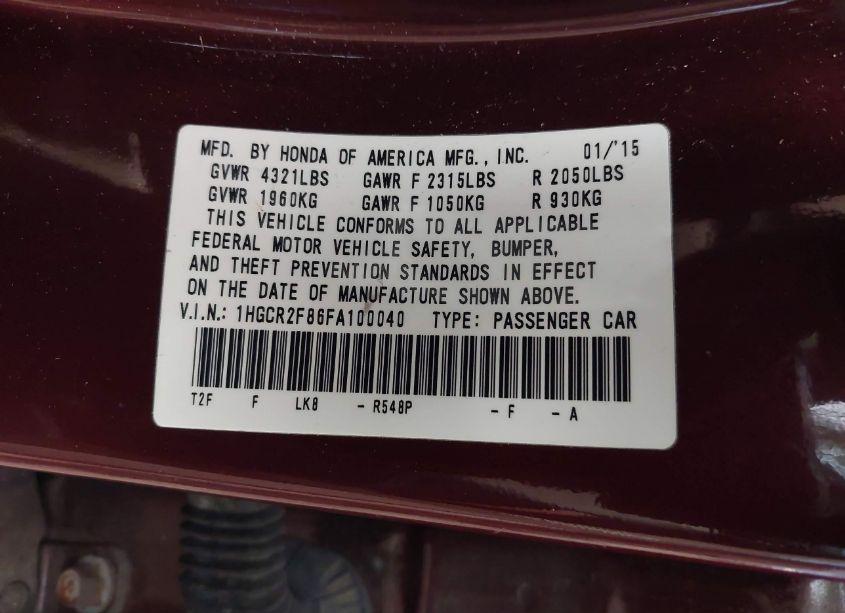 MFD. BY HONDA OF AMERICA MFG., INC. 01/'15
GVWR 4321LBS GAWR F 2315LBS R 2050LBS
GVWR 1960KG GAWR F 1050KG R 930KG
THIS VEHICLE CONFORMS TO ALL APPLICABLE
FEDERAL MOTOR VEHICLE SAFETY, BUMPER,
AND THEFT PREVENTION STANDARDS IN EFFECT
ON THE DATE OF MANUFACTURE SHOWN ABOVE.
V.I.N.: 1HGCR2F86FA100040 TYPE: PASSENGER CAR
T2F F LK8 - R548P - F - A